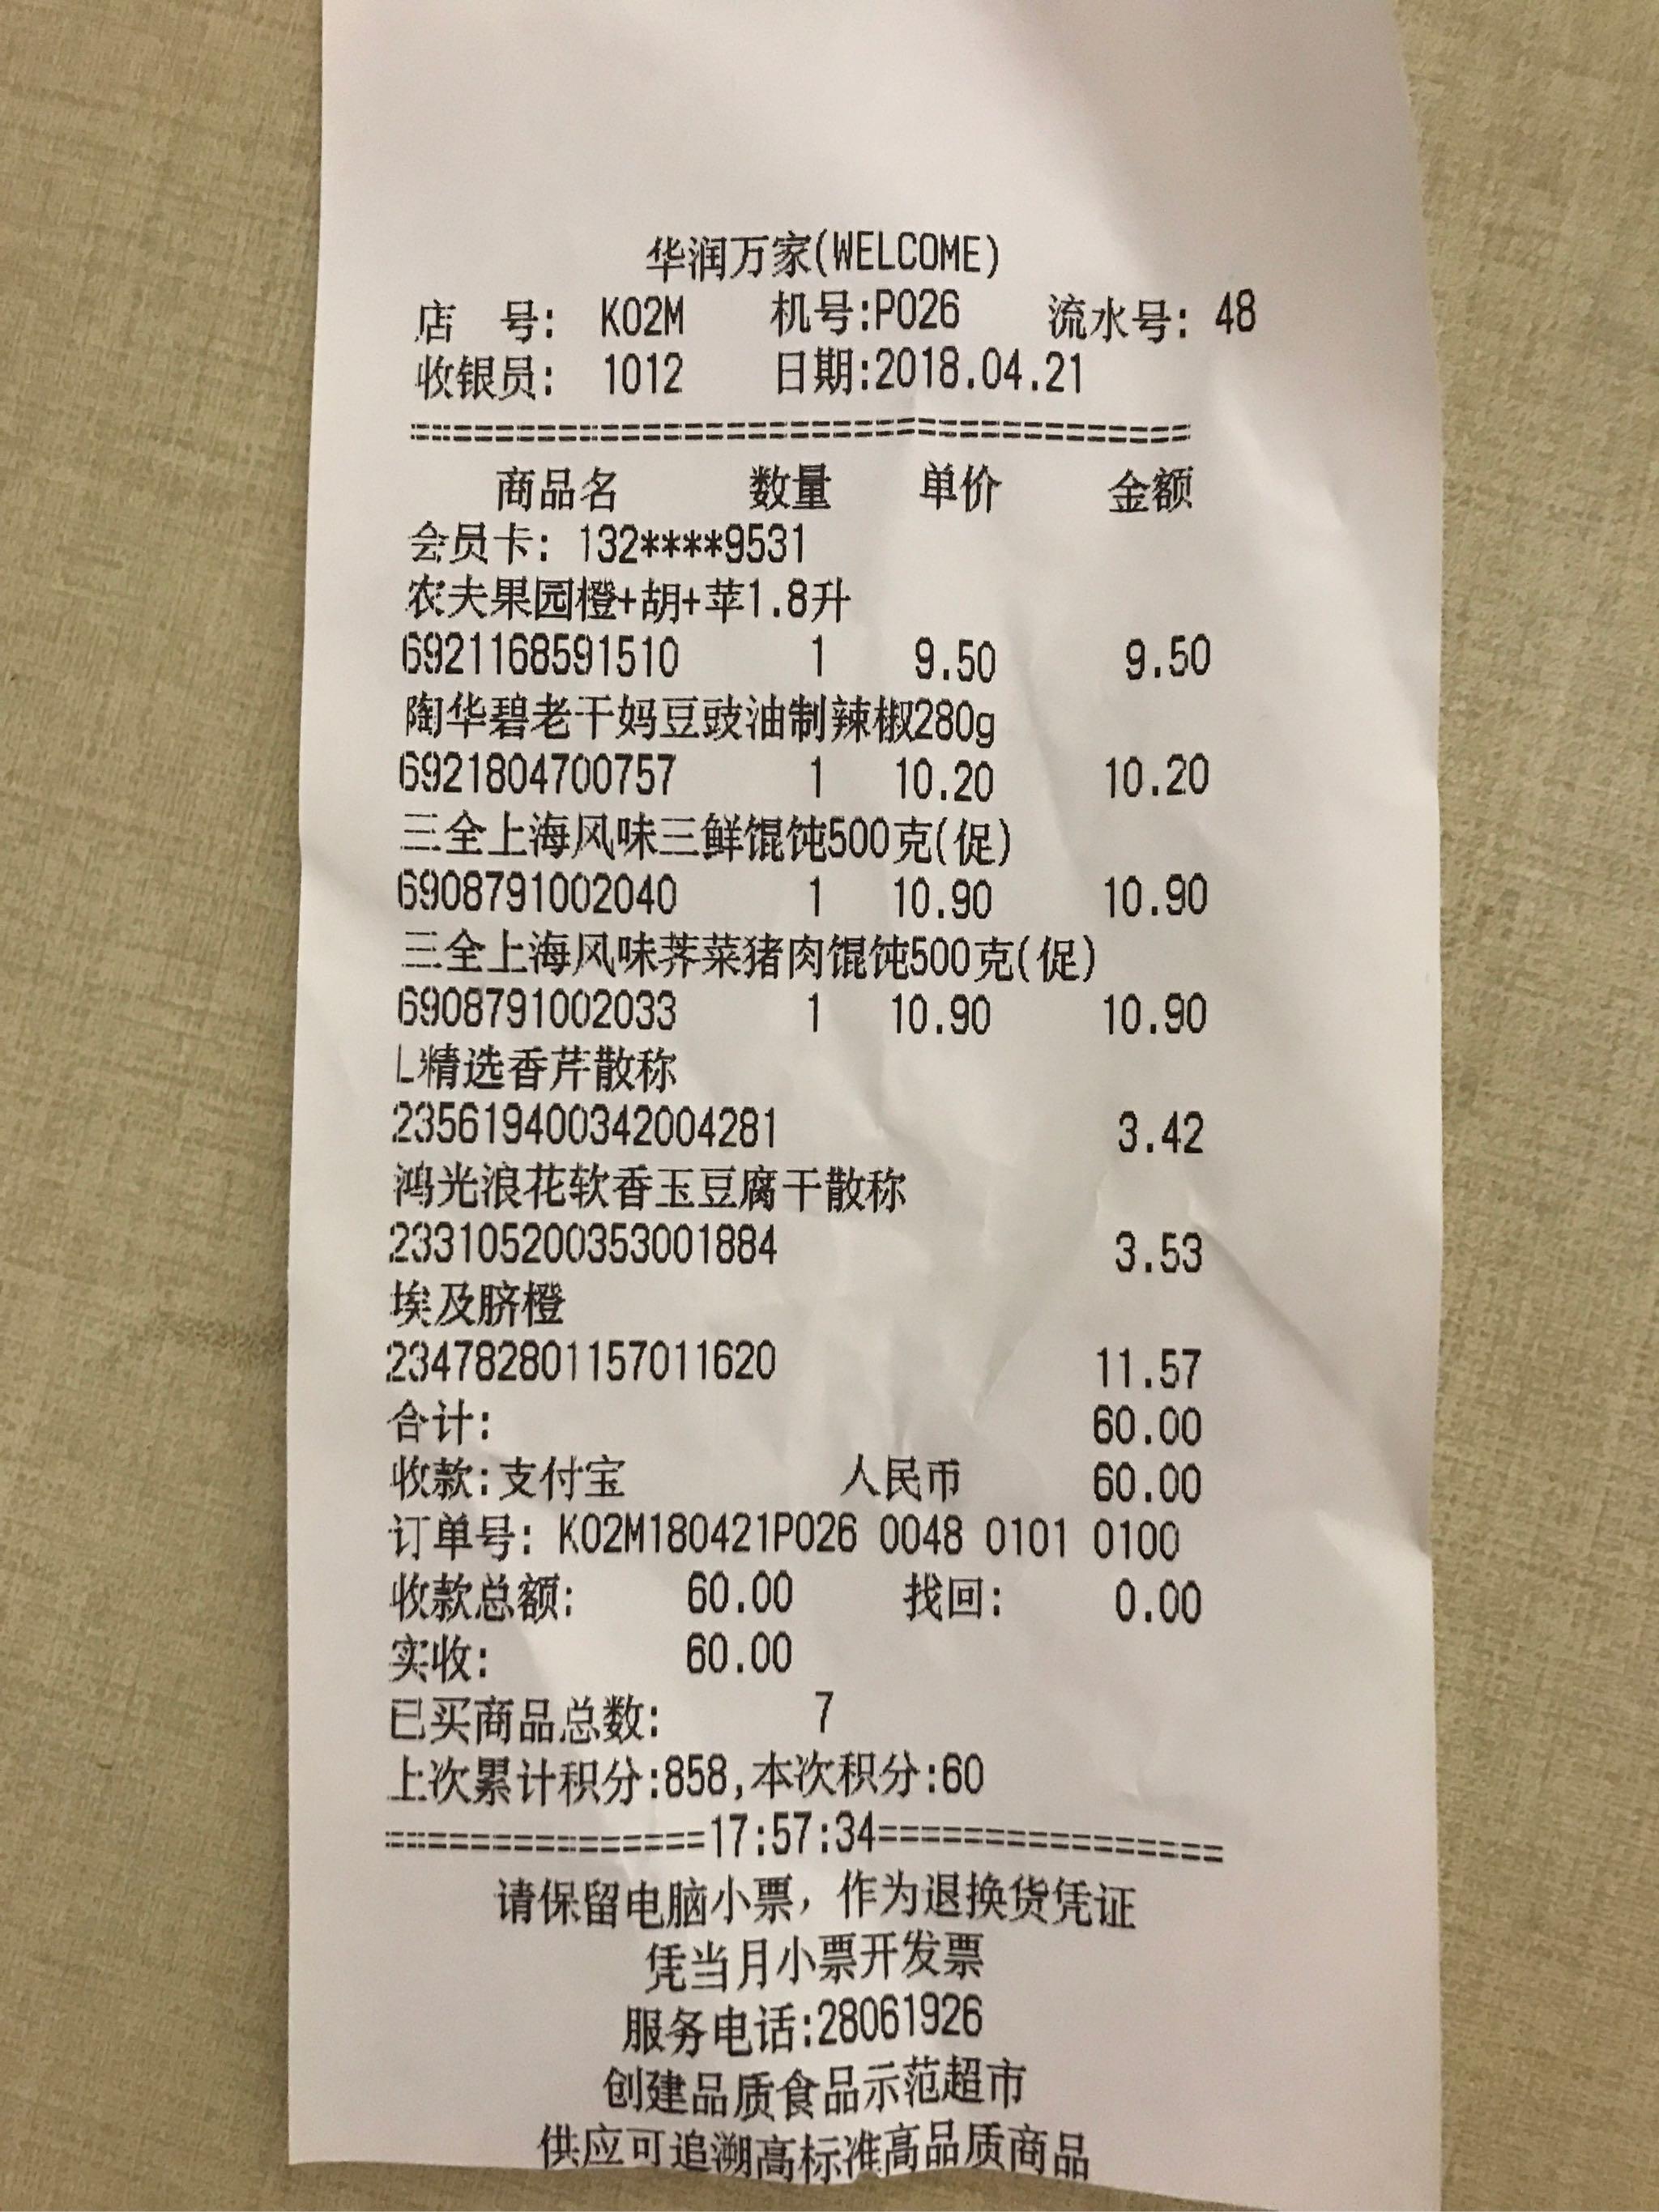 华润万家(WELCOME)
店 号: K02M 机号:P026 流水号: 48
收银员: 1012 日期:2018.04.21
=====================================
商品名 数量 单价 金额
会员卡: 132****9531
农夫果园橙+胡+苹1.8升
6921168591510 1 9.50 9.50
陶华碧老干妈豆豉油制辣椒280g
6921804700757 1 10.20 10.20
三全上海风味三鲜馄饨500克(促)
6908791002040 1 10.90 10.90
三全上海风味荠菜猪肉馄饨500克(促)
6908791002033 1 10.90 10.90
L精选香芹散称
235619400342004281 3.42
鸿光浪花软香玉豆腐干散称
233105200353001884 3.53
埃及脐橙
234782801157011620 11.57
合计: 60.00
收款:支付宝 人民币 60.00
订单号: K02M180421P026 0048 0101 0100
收款总额: 60.00 找回: 0.00
实收: 60.00
已买商品总数: 7
上次累计积分:858,本次积分:60
===============17:57:34================
请保留电脑小票，作为退换货凭证
凭当月小票开发票
服务电话:28061926
创建品质食品示范超市
供应可追溯高标准高品质商品